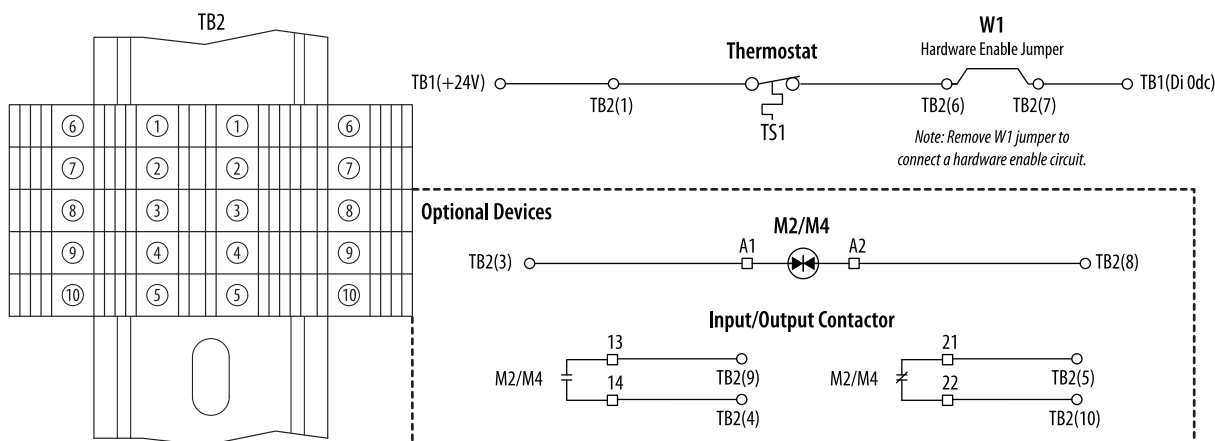 TB2
6 1 1 6
7 2 2 7
8 3 3 8
9 4 4 9
10 5 5 10
W1
Thermostat
Hardware Enable Jumper
TB1(+24V)
TB1(Di 0dc)
TB2(1)
TB2(6)
TB2(7)
TS1
Note: Remove W1 jumper to
connect a hardware enable circuit.
Optional Devices
M2/M4
A1
A2
TB2(3)
TB2(8)
Input/Output Contactor
13
M2/M4
TB2(9)
14
TB2(4)
21
M2/M4
TB2(5)
22
TB2(10)